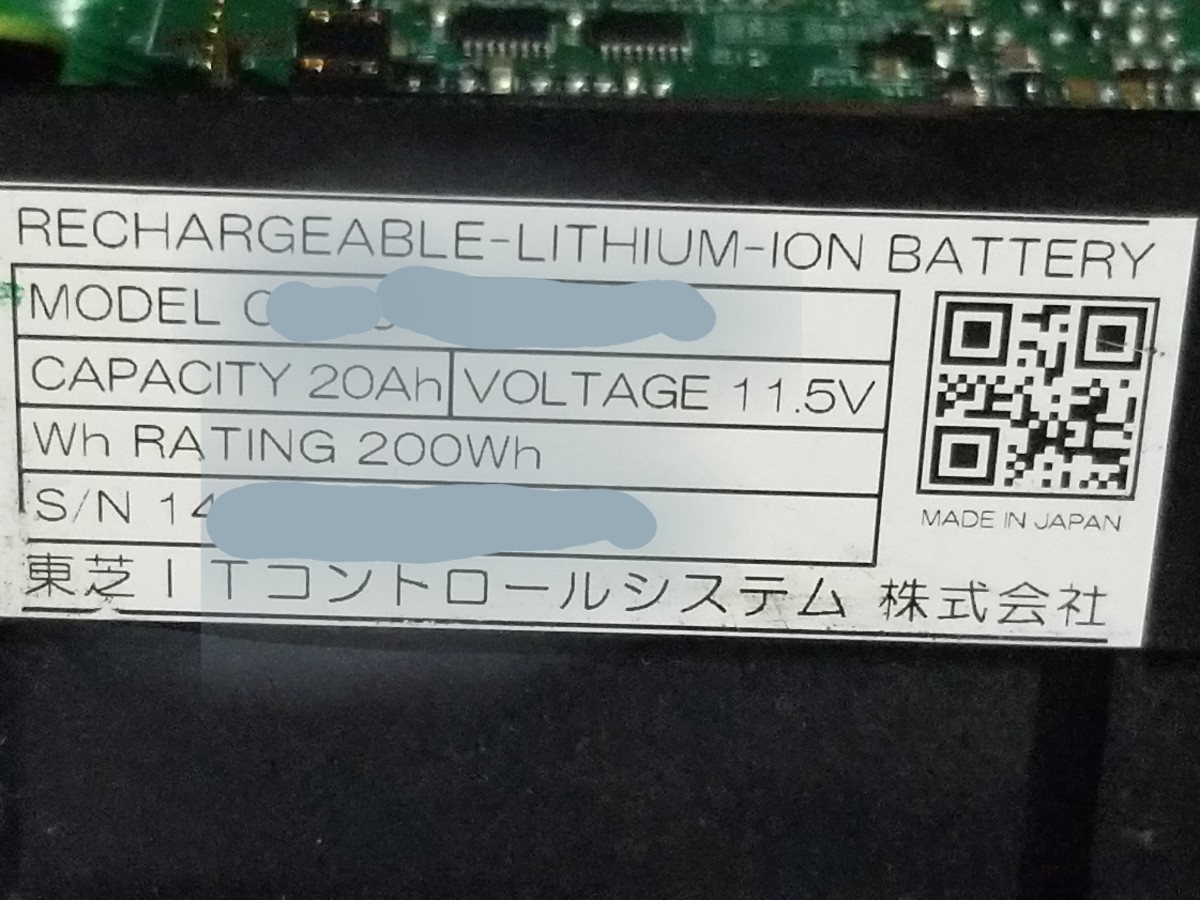 RECHARGEABLE-LITHIUM-ION BATTERY
MODEL
CAPACITY 20Ah VOLTAGE 11.5V
Wh RATING 200Wh
S/N 14
MADE IN JAPAN
東芝ITコントロールシステム 株式会社